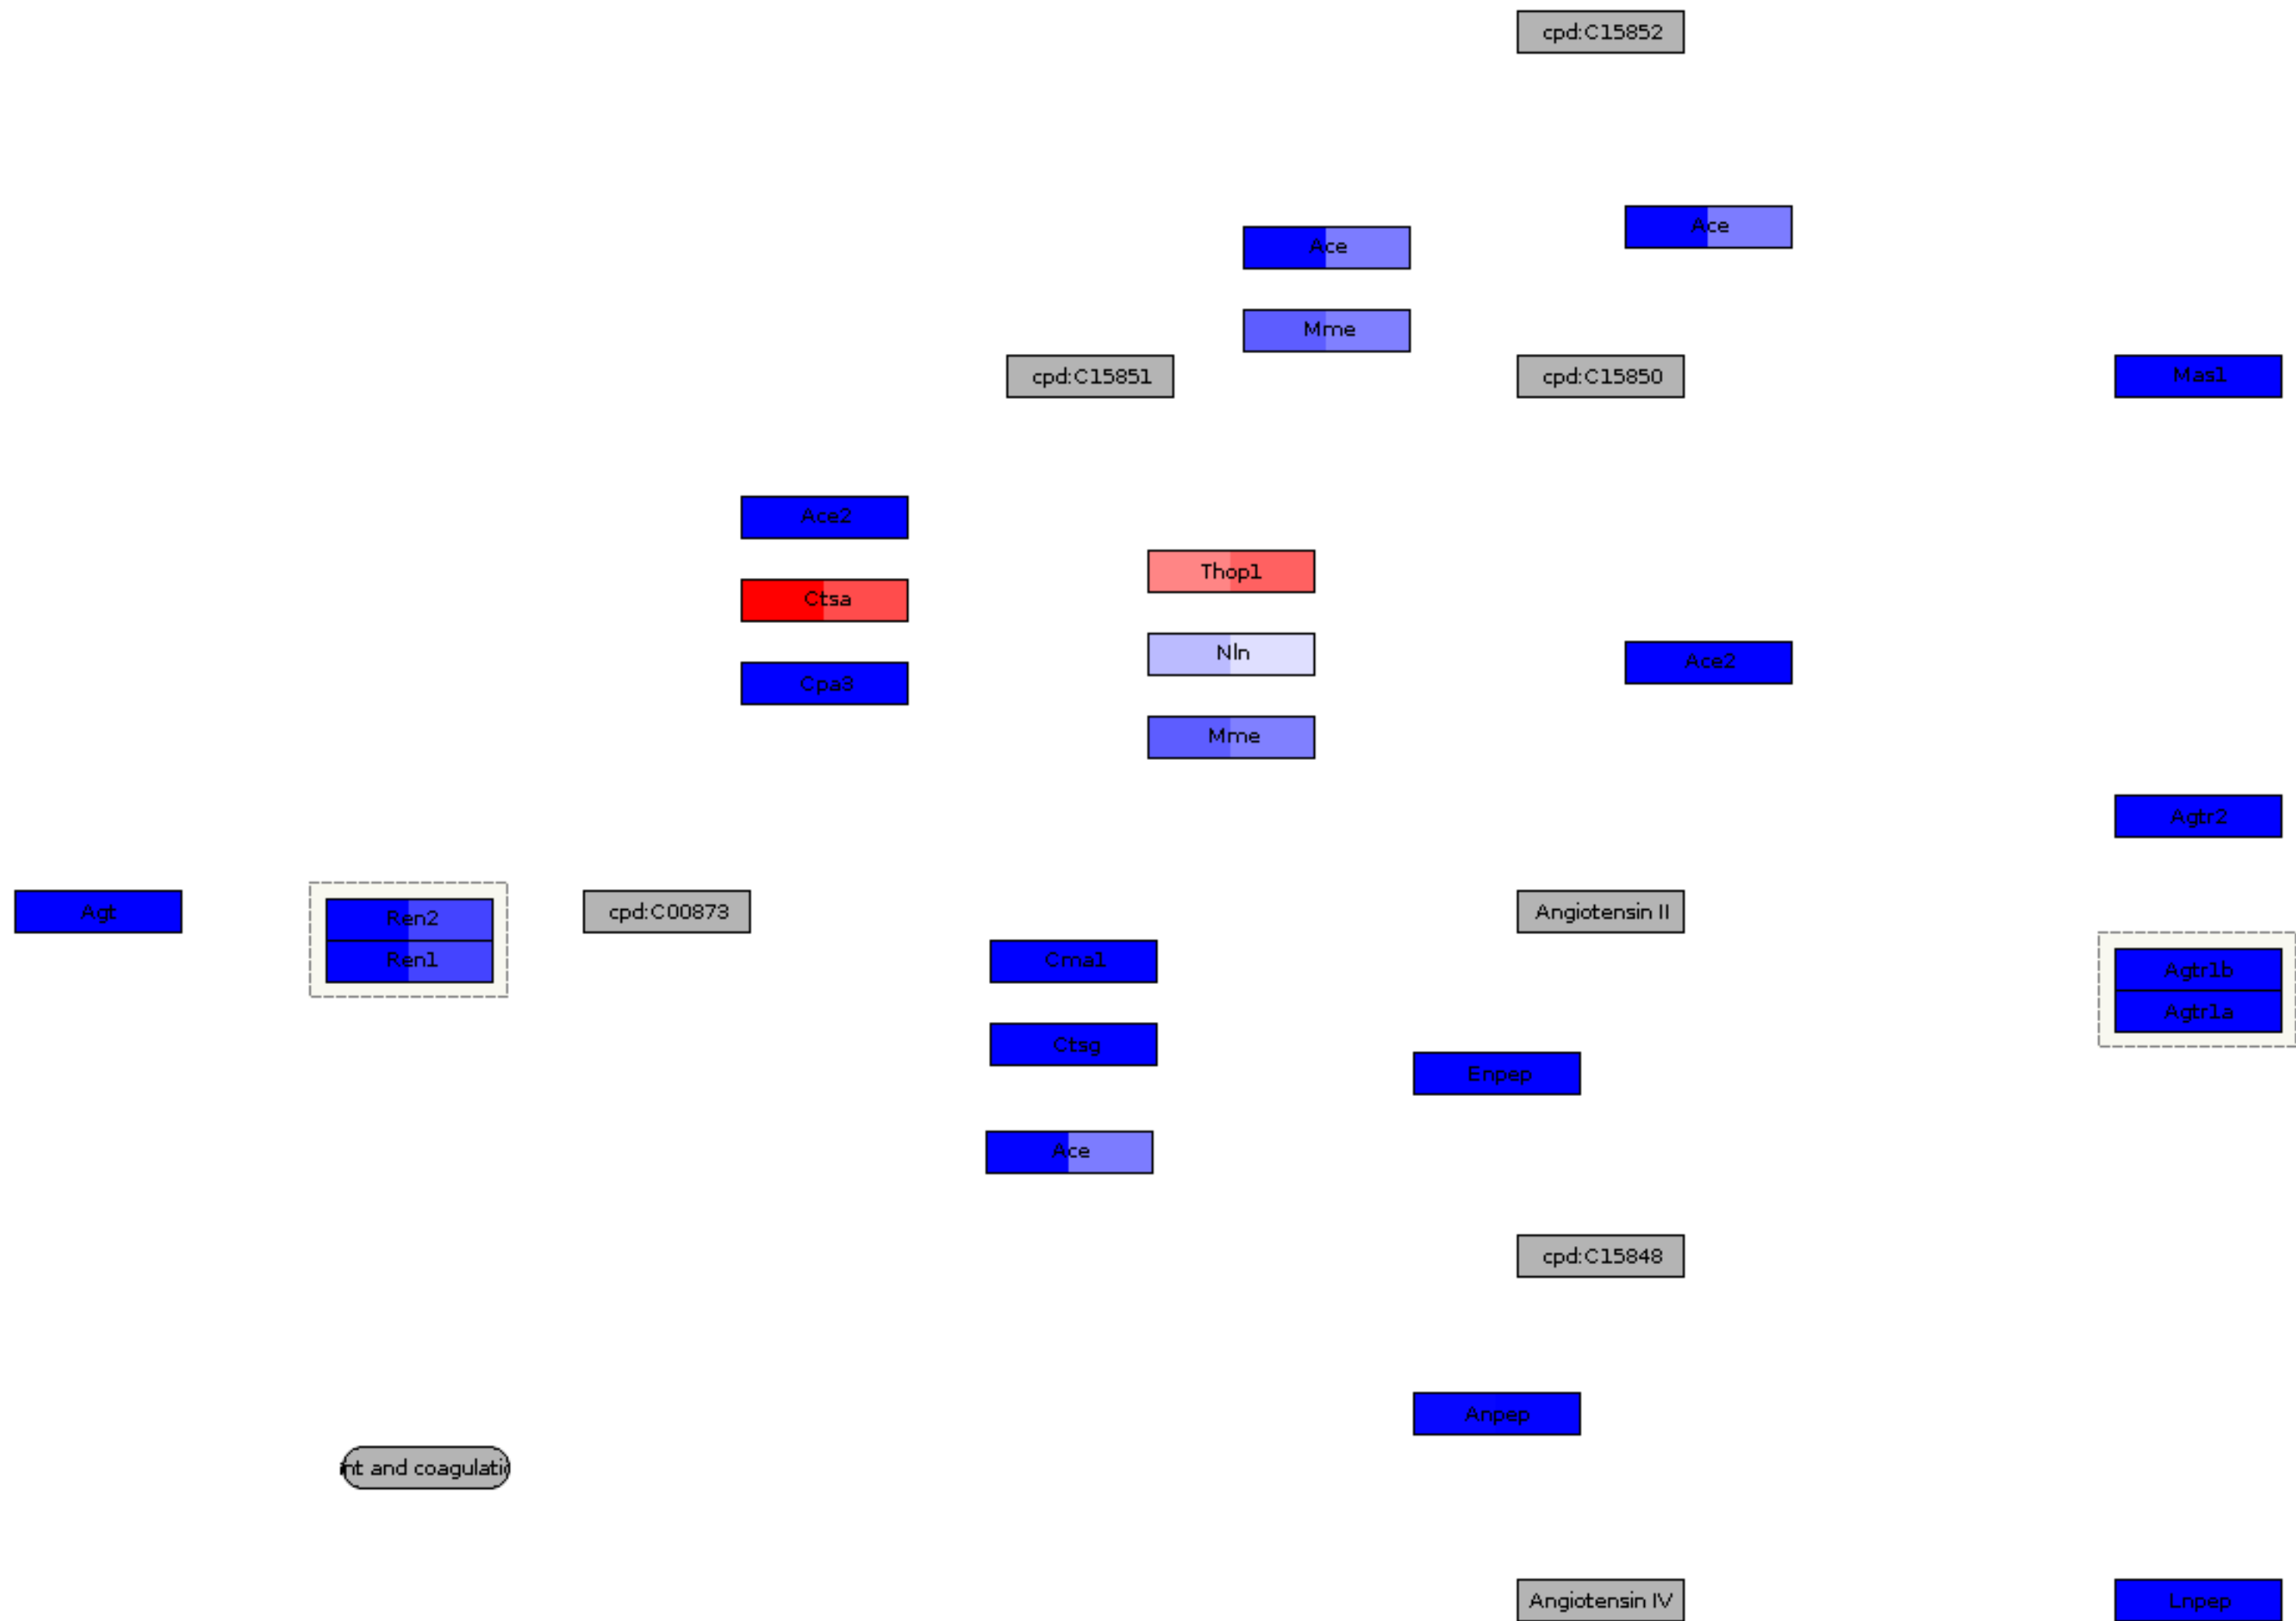 cpd:C15852
Ace
Ace
Mme
cpd:C15851
cpd:C15850
Mas1
Ace2
Thop1
Ctsa
Nln
Ace2
Cpa3
Mme
Agtr2
Agt
Ren2
cpd:C00873
Angiotensin II
Ren1
Cma1
Agtr1b
Agtr1a
Ctsg
Enpep
Ace
cpd:C15848
Anpep
nt and coagulatio
Angiotensin IV
Lnpep